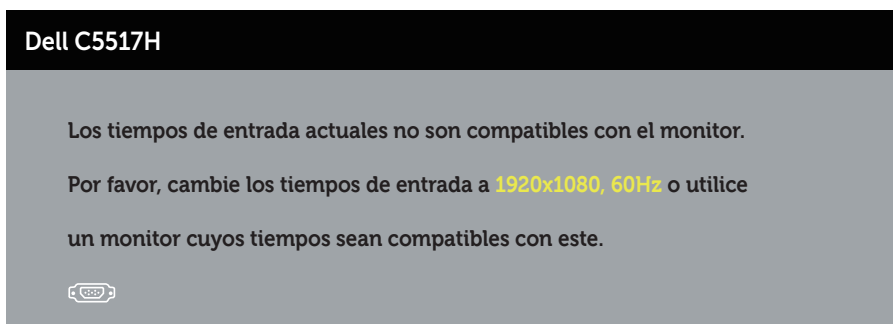 Dell C5517H
Los tiempos de entrada actuales no son compatibles con el monitor.
Por favor, cambie los tiempos de entrada a 1920x1080, 60Hz o utilice
un monitor cuyos tiempos sean compatibles con este.